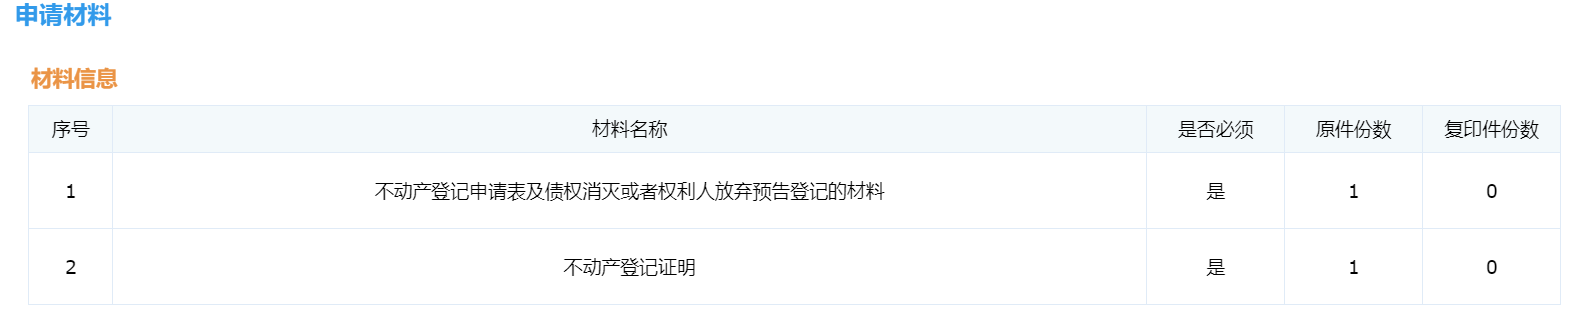 申请材料
材料信息
序号 材料名称 是否必须 原件份数 复印件份数
1 不动产登记申请表及债权消灭或者权利人放弃预告登记的材料 是 1 0
2 不动产登记证明 是 1 0